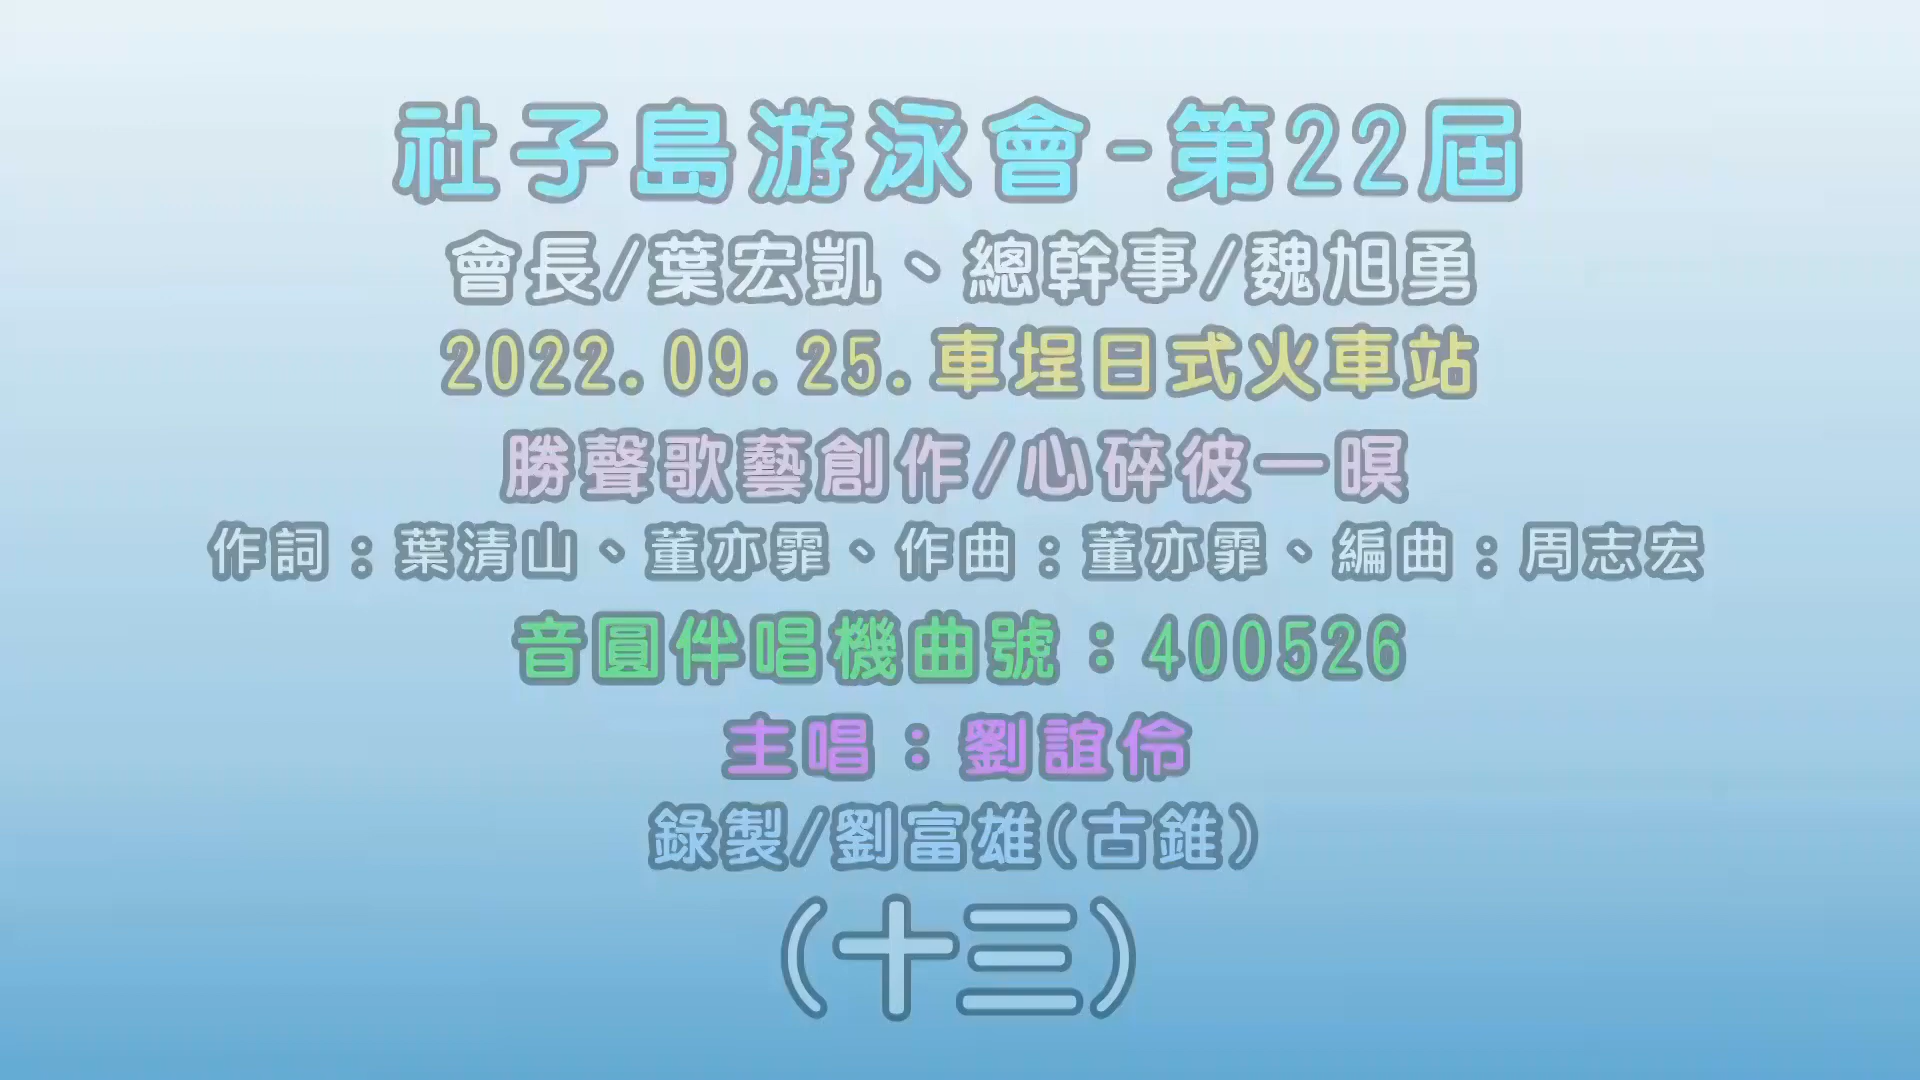 社子島游泳會-第22屆
會長/葉宏凱、總幹事/魏旭勇
2022.09.25.車埕日式火車站
勝聲歌藝創作/心碎彼一暝
作詞：葉清山、董亦霏、作曲：董亦霏、編曲：周志宏
音圓伴唱機曲號：400526
主唱：劉誼伶
錄製/劉富雄(古錐)
(十三)